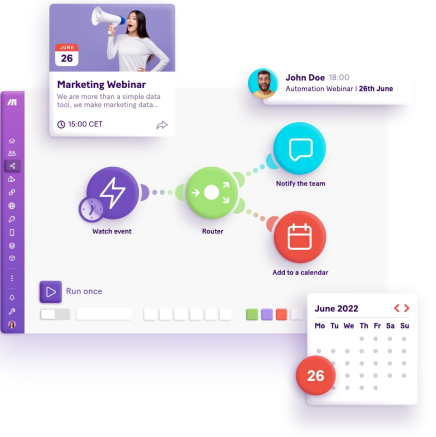 JUNE
26
Marketing Webinar
We are more than a simple data
tool, we make marketing data...
15:00 CET
John Doe 18:00
Automation Webinar | 26th June
Notify the team
Watch event
Router
Add to a calendar
Run once
June 2022
Mo Tu We Th Fr Sa Su
26